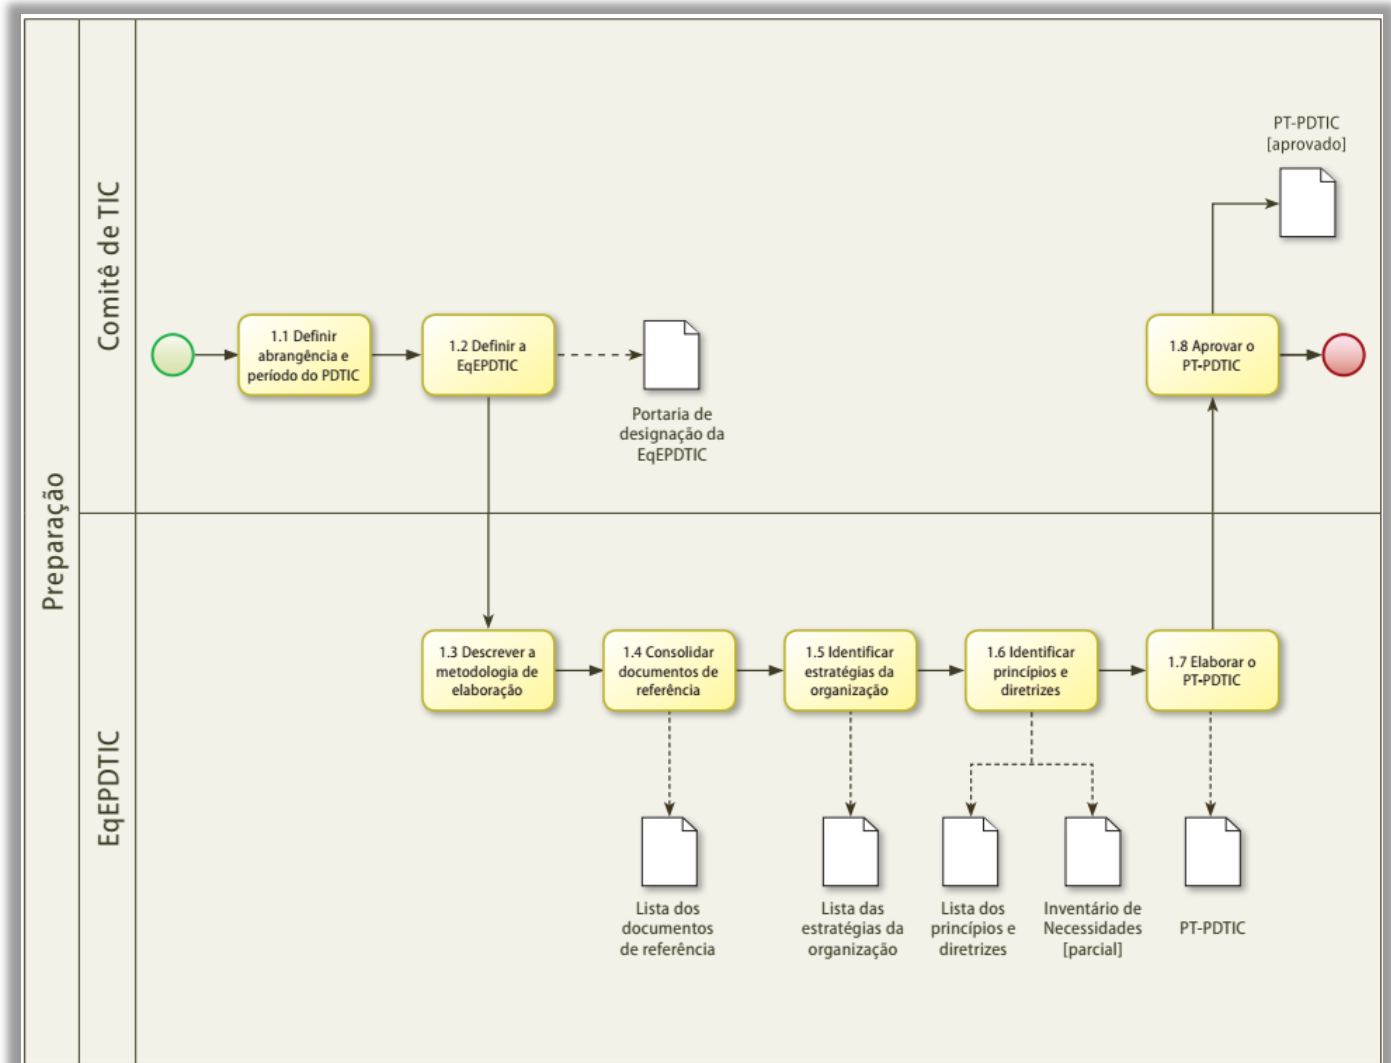 Preparação
Comitê de TIC
PT-PDTIC
[aprovado]
1.1 Definir
abrangência e
período do PDTIC
1.2 Definir a
EqEPDTIC
Portaria de
designação da
EqEPDTIC
1.8 Aprovar o
PT-PDTIC
EqEPDTIC
1.3 Descrever a
metodologia de
elaboração
1.4 Consolidar
documentos de
referência
1.5 Identificar
estratégias da
organização
1.6 Identificar
princípios e
diretrizes
1.7 Elaborar o
PT-PDTIC
Lista dos
documentos
de referência
Lista das
estratégias da
organização
Lista dos
princípios e
diretrizes
Inventário de
Necessidades
[parcial]
PT-PDTIC